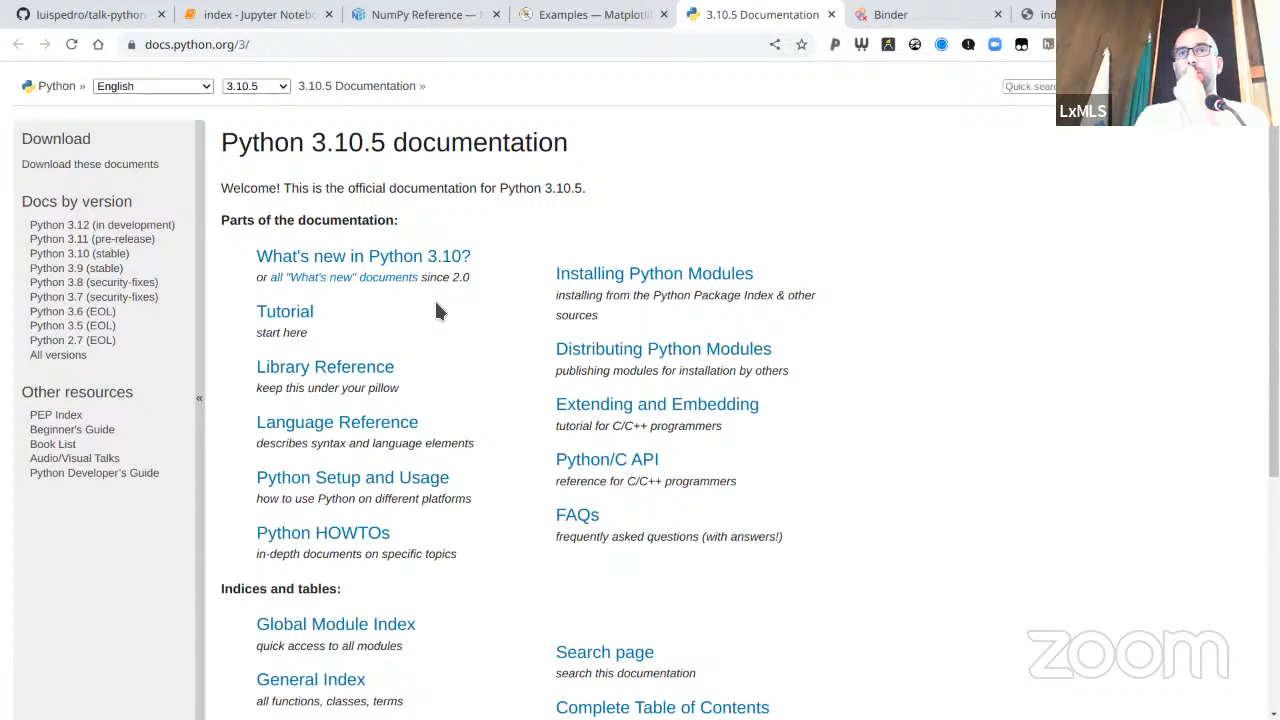 luispedro/talk-python-
index - Jupyter Noteb
NumPy Reference — N
Examples — Matplotli
3.10.5 Documentation
Binder
ind
docs.python.org/3/
Python »
English
3.10.5
3.10.5 Documentation »
Quick sear
LxMLS
Download
Download these documents
Docs by version
Python 3.12 (in development)
Python 3.11 (pre-release)
Python 3.10 (stable)
Python 3.9 (stable)
Python 3.8 (security-fixes)
Python 3.7 (security-fixes)
Python 3.6 (EOL)
Python 3.5 (EOL)
Python 2.7 (EOL)
All versions
Other resources
PEP Index
Beginner's Guide
Book List
Audio/Visual Talks
Python Developer's Guide
«
Python 3.10.5 documentation
Welcome! This is the official documentation for Python 3.10.5.
Parts of the documentation:
What's new in Python 3.10?
or all "What's new" documents since 2.0
Tutorial
start here
Library Reference
keep this under your pillow
Language Reference
describes syntax and language elements
Python Setup and Usage
how to use Python on different platforms
Python HOWTOs
in-depth documents on specific topics
Installing Python Modules
installing from the Python Package Index & other
sources
Distributing Python Modules
publishing modules for installation by others
Extending and Embedding
tutorial for C/C++ programmers
Python/C API
reference for C/C++ programmers
FAQs
frequently asked questions (with answers!)
Indices and tables:
Global Module Index
quick access to all modules
General Index
all functions, classes, terms
Search page
search this documentation
Complete Table of Contents
zoom